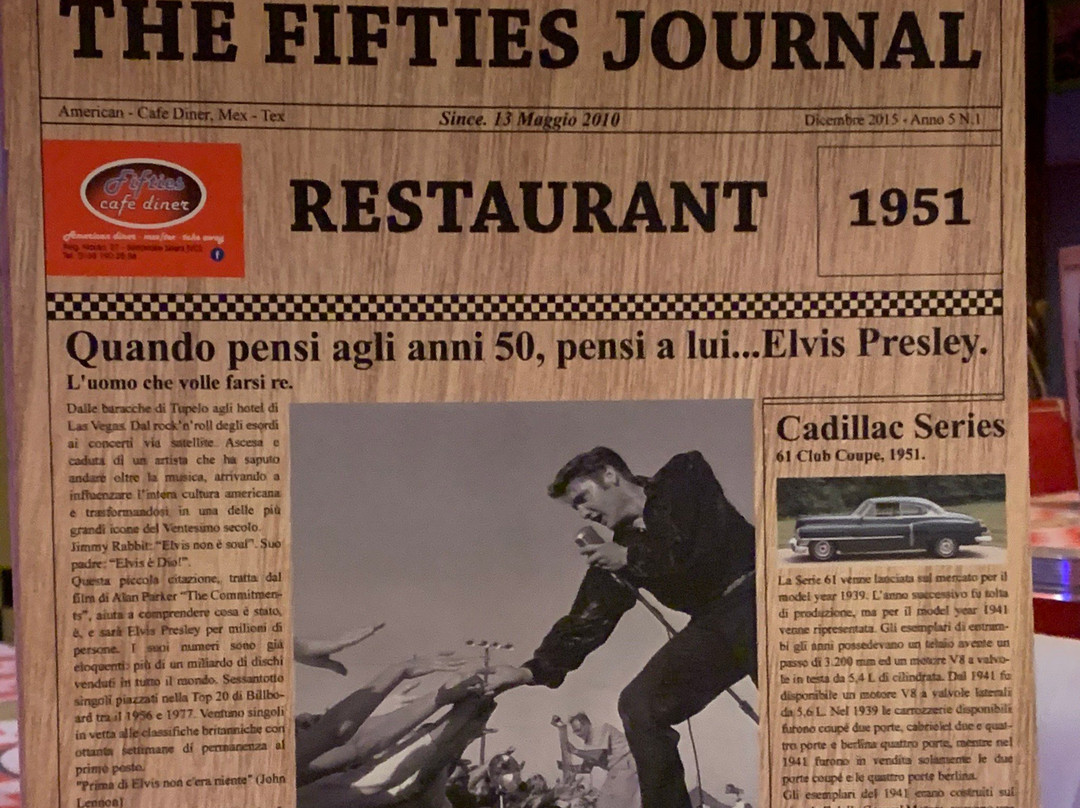 THE FIFTIES JOURNAL
American - Cafe Diner, Mex - Tex
Since. 13 Maggio 2010
Dicembre 2015 - Anno 5 N.1
Fifties
cafe diner
American diner - mex/tex - take away
RESTAURANT
1951
Quando pensi agli anni 50, pensi a lui...Elvis Presley.
L'uomo che volle farsi re.
Dalle baracche di Tupelo agli hotel di
Las Vegas. Dal rock'n'roll degli esordi
ai concerti via satellite. Ascesa e
caduta di un artista che ha saputo
andare oltre la musica, arrivando a
influenzare l'intera cultura americana
e trasformandosi in una delle più
grandi icone del Ventesimo secolo.
Jimmy Rabbit: "Elvis non è soul". Suo
padre: "Elvis è Dio!".
Questa piccola citazione, tratta dal
film di Alan Parker "The Commitmen-
ts", aiuta a comprendere cosa è stato,
è, e sarà Elvis Presley per milioni di
persone. I suoi numeri sono già
eloquenti: più di un miliardo di dischi
venduti in tutto il mondo. Sessantotto
singoli piazzati nella Top 20 di Billbo-
ard tra il 1956 e 1977. Ventuno singoli
in vetta alle classifiche britanniche con
ottanta settimane di permanenza al
primo posto.
"Prima di Elvis non c'era niente" (John
Lennon)
Cadillac Series
61 Club Coupe, 1951.
La Serie 61 venne lanciata sul mercato per il
model year 1939. L'anno successivo fu tolta
di produzione, ma per il model year 1941
venne ripresentata. Gli esemplari di entram-
bi gli anni possedevano un telaio avente un
passo di 3.200 mm ed un motore V8 a valvo-
le in testa da 5,4 L di cilindrata. Dal 1941 fu
disponibile un motore V8 a valvole laterali
da 5,6 L. Nel 1939 le carrozzerie disponibili
furono coupé due porte, cabriolet due e quat-
tro porte e berlina quattro porte, mentre nel
1941 furono in vendita solamente le due
porte coupé e le quattro porte berlina.
Gli esemplari del 1941 erano costruiti sul